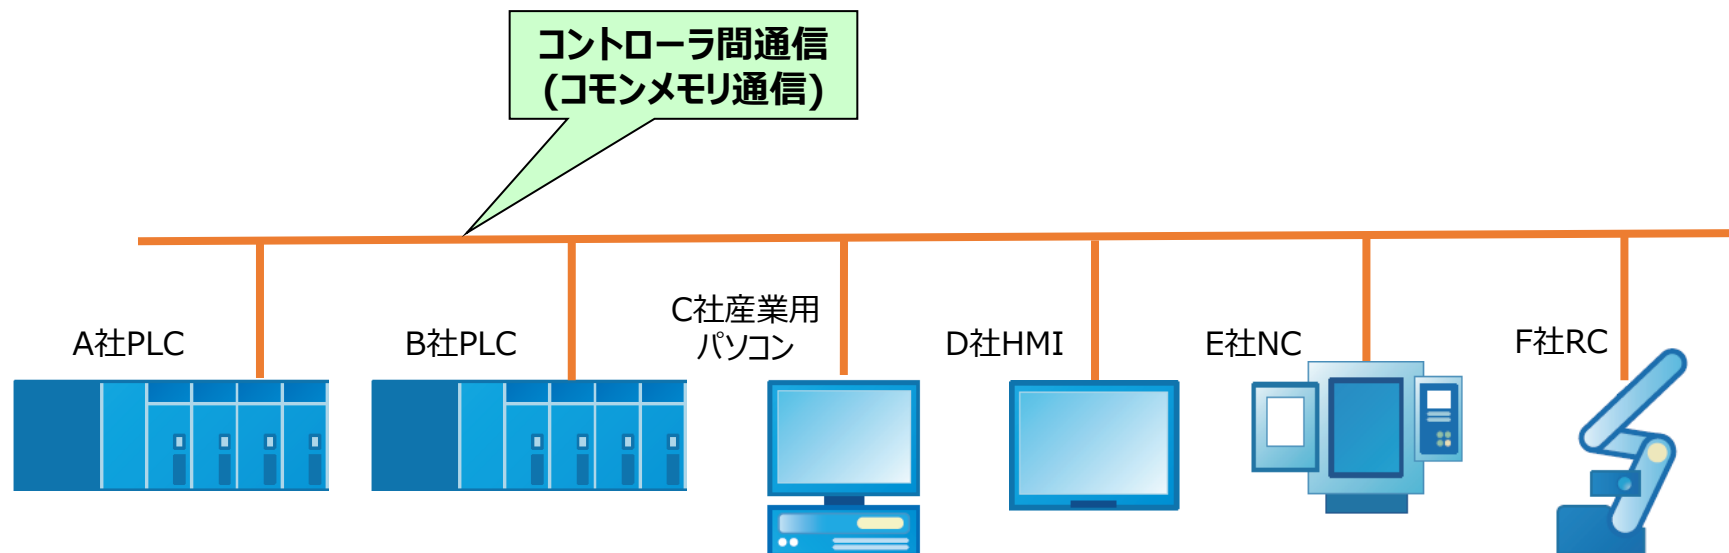 コントローラ間通信
(コモンメモリ通信)
A社PLC
B社PLC
C社産業用
パソコン
D社HMI
E社NC
F社RC